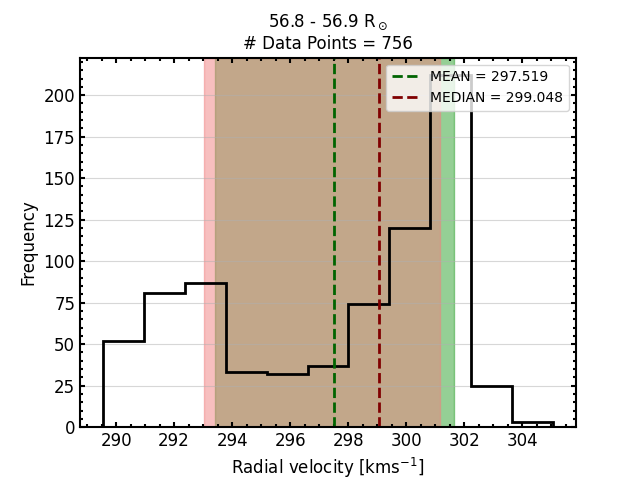 56.8 - 56.9 R⊙
# Data Points = 756
MEAN = 297.519
MEDIAN = 299.048
Frequency
200
175
150
125
100
75
50
25
0
290 292 294 296 298 300 302 304
Radial velocity [kms⁻¹]